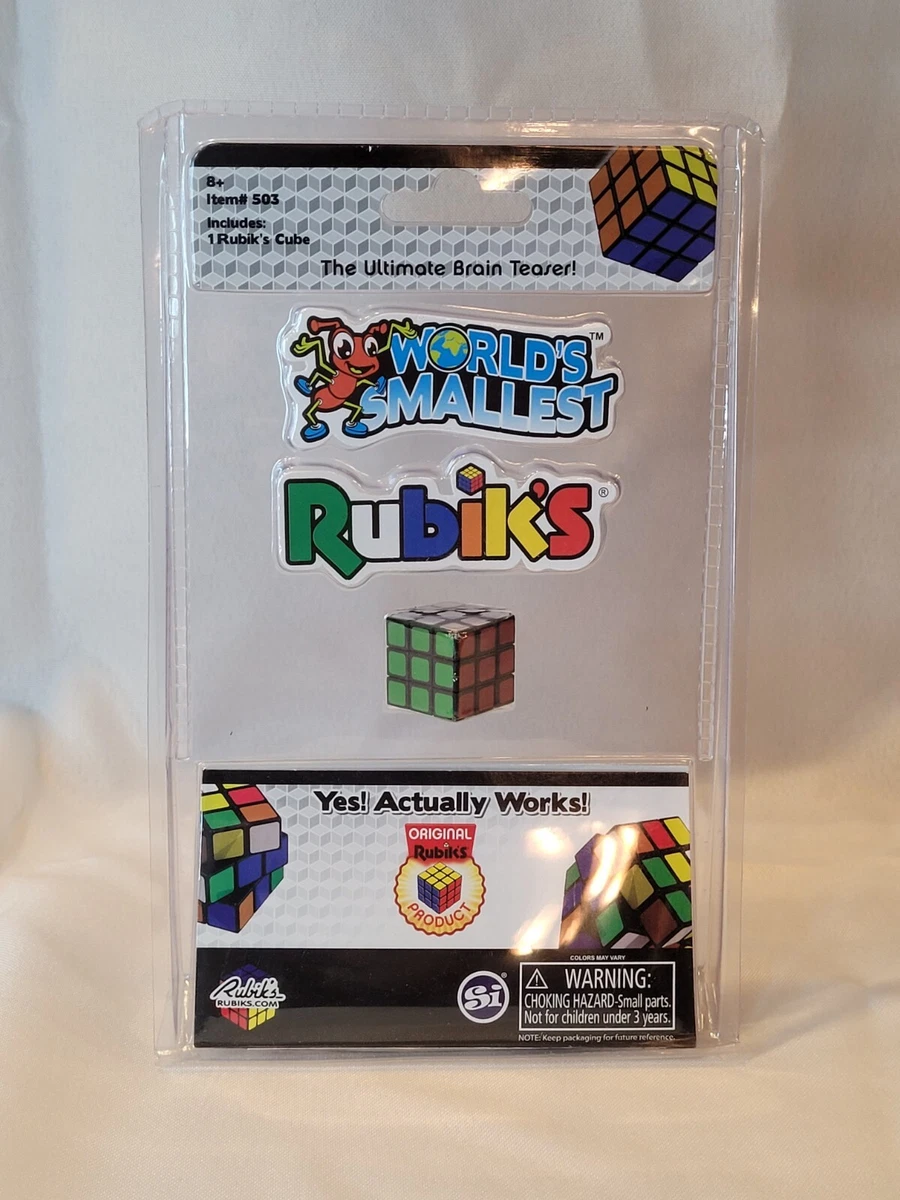 8+
Item# 503
Includes:
1 Rubik's Cube
The Ultimate Brain Teaser!
WORLD'S™
SMALLEST
Rubik's®
Yes! Actually Works!
ORIGINAL
Rubik's
PRODUCT
COLORS MAY VARY
Rubik's
RUBIKS.COM
Si®
⚠ WARNING:
CHOKING HAZARD-Small parts.
Not for children under 3 years.
NOTE: Keep packaging for future reference.